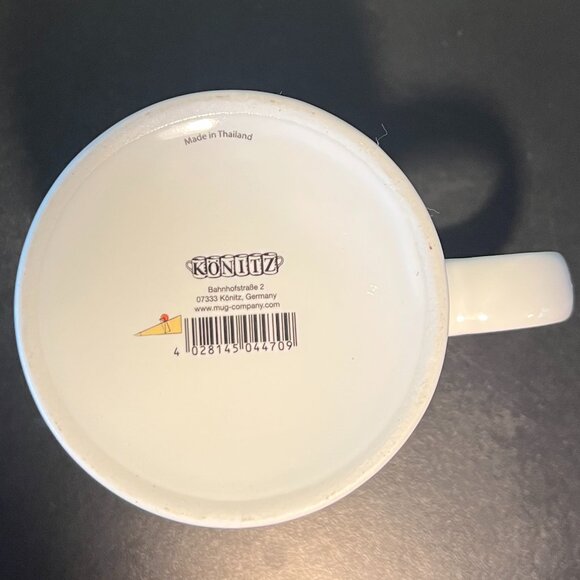 Made in Thailand
KÖNITZ
Bahnhofstraße 2
07333 Könitz, Germany
www.mug-company.com
4 028145 044709